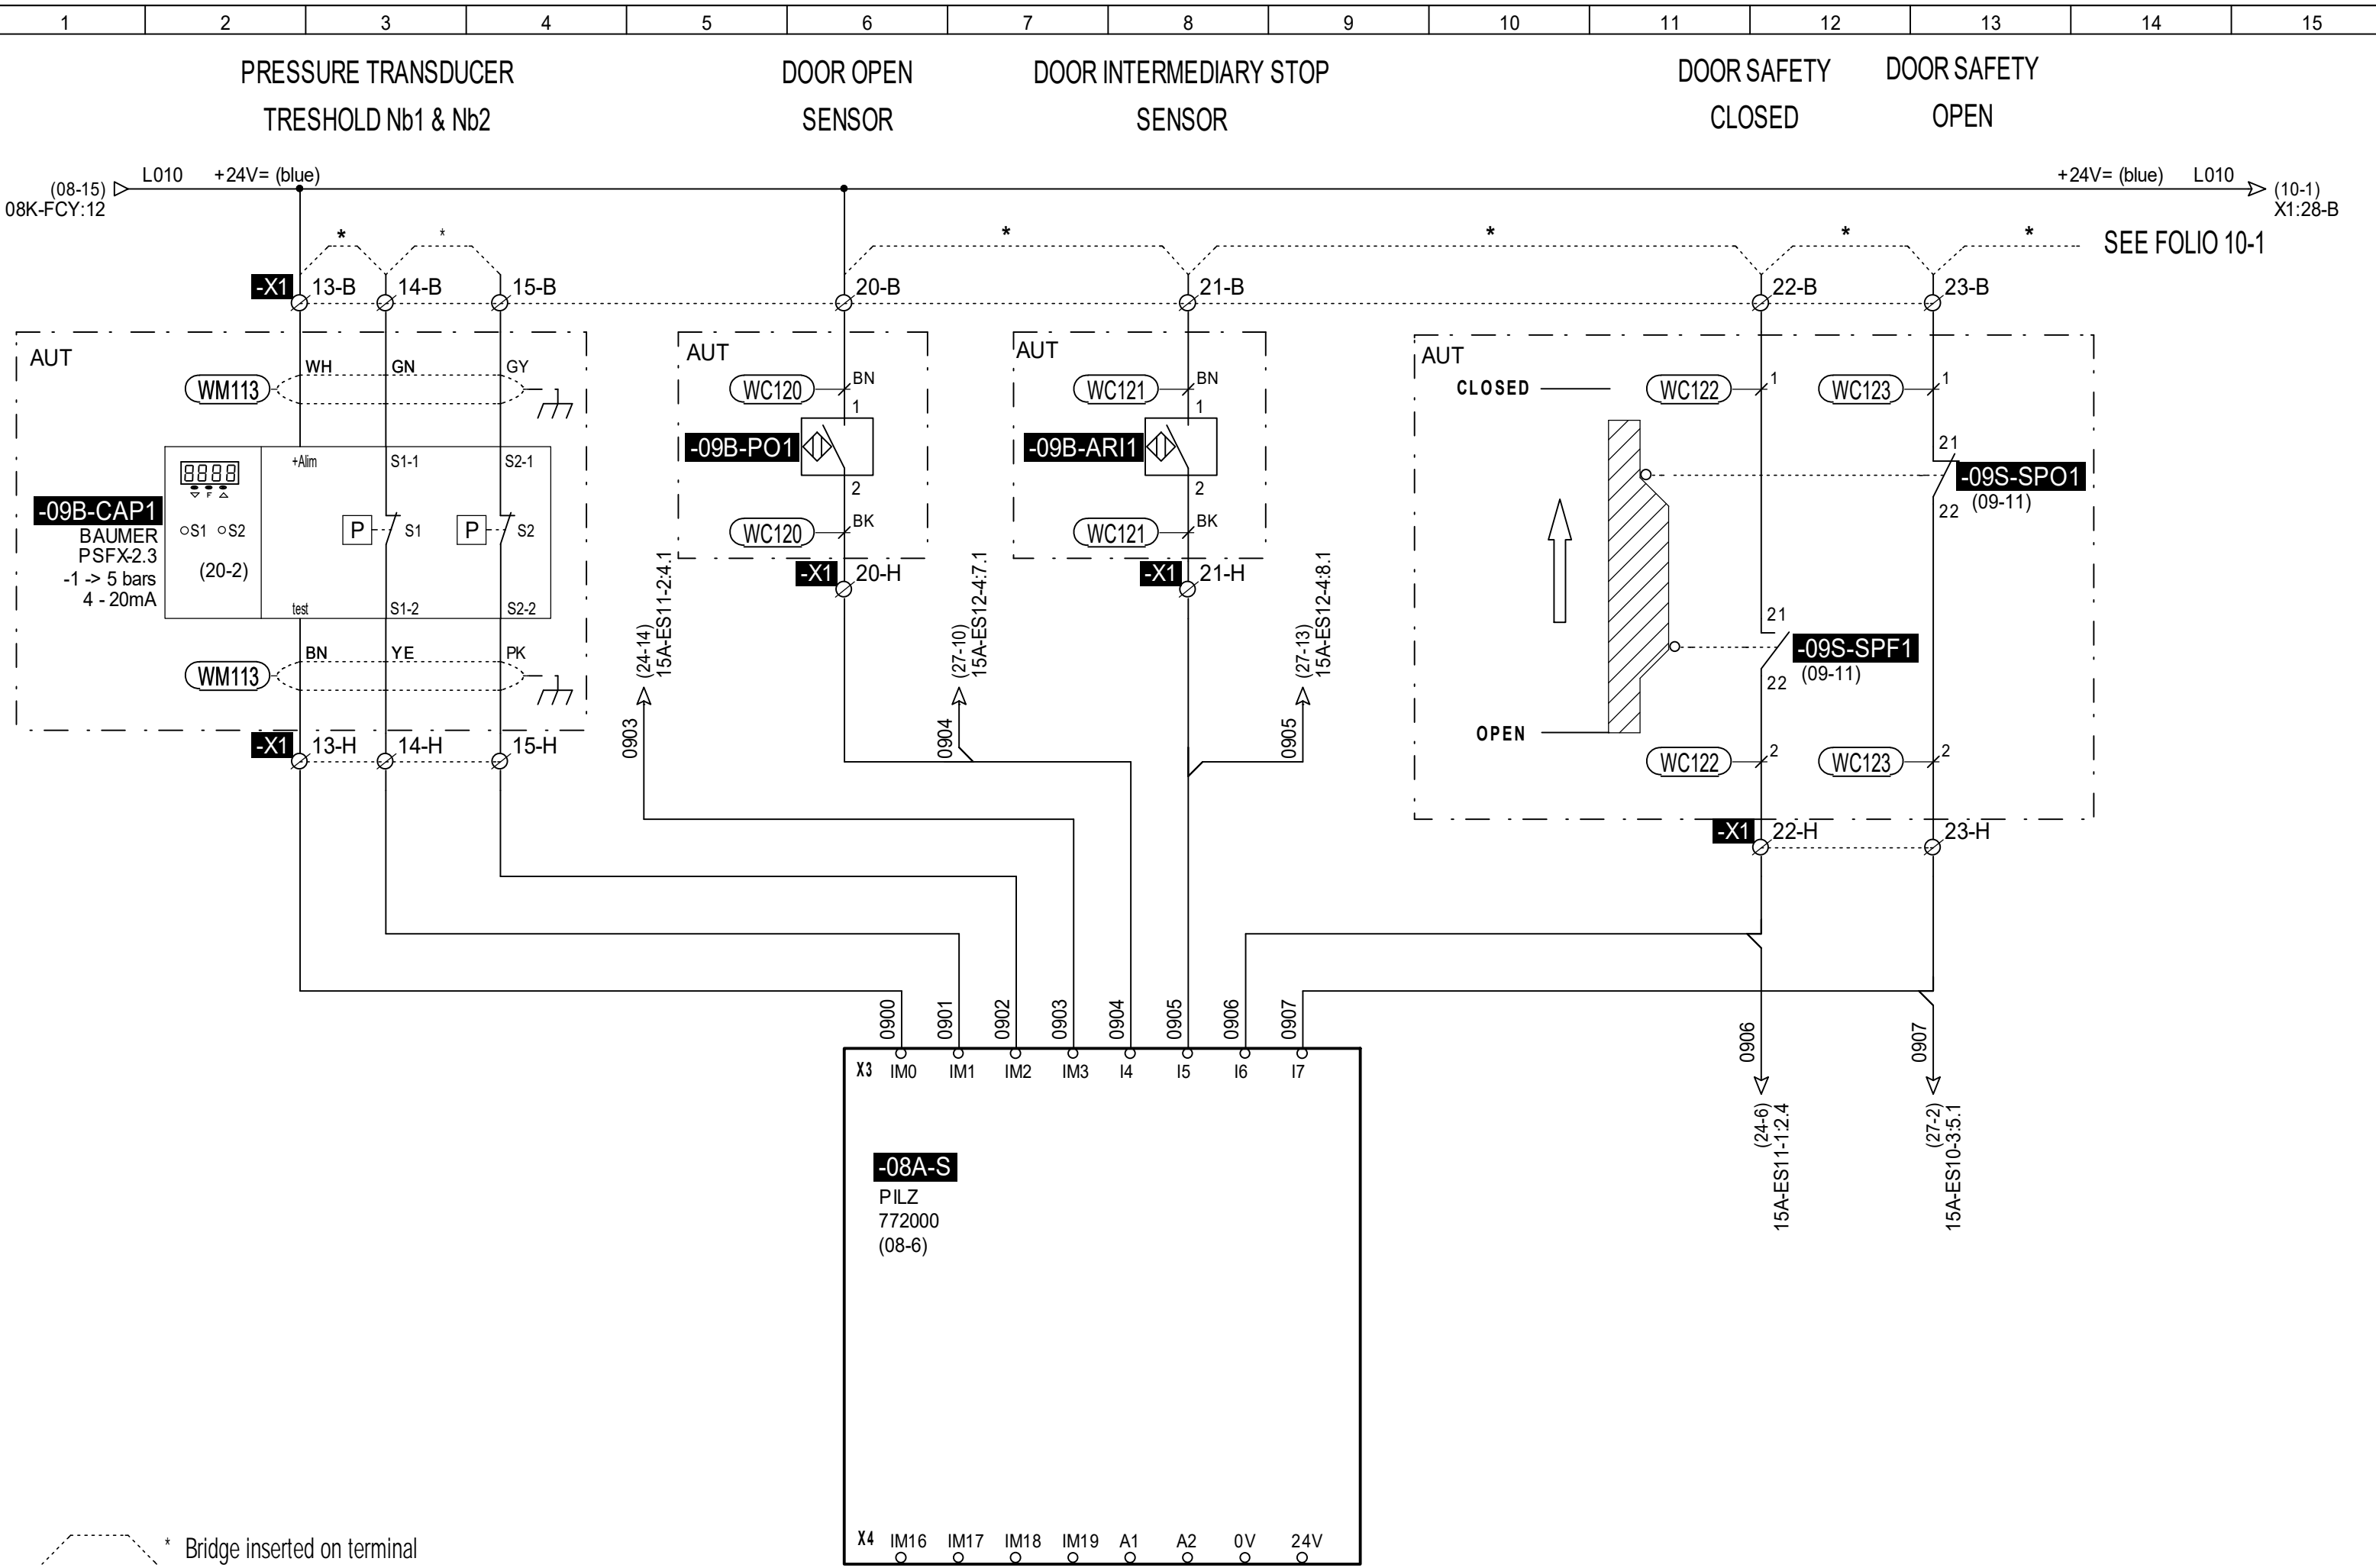 1 2 3 4 5 6 7 8 9 10 11 12 13 14 15
PRESSURE TRANSDUCER
TRESHOLD Nb1 & Nb2
DOOR OPEN
SENSOR
DOOR INTERMEDIARY STOP
SENSOR
DOOR SAFETY
CLOSED
DOOR SAFETY
OPEN
(08-15)
08K-FCY:12
L010 +24V= (blue)
+24V= (blue) L010
(10-1)
X1:28-B
* * * * * *
SEE FOLIO 10-1
-X1 13-B 14-B 15-B 20-B 21-B 22-B 23-B
AUT
WM113
WH GN GY
-09B-CAP1
BAUMER
PSFX-2.3
-1 -> 5 bars
4 - 20mA
8888
F
S1 S2
(20-2)
+Alim S1-1 S2-1
P S1 P S2
test S1-2 S2-2
WM113
BN YE PK
-X1 13-H 14-H 15-H
AUT
WC120 BN
1
-09B-PO1
2
WC120 BK
-X1 20-H
AUT
WC121 BN
1
-09B-ARI1
2
WC121 BK
-X1 21-H
(24-14)
15A-ES11-2:4.1
0903
(27-10)
15A-ES12-4:7.1
0904
(27-13)
15A-ES12-4:8.1
0905
AUT
CLOSED
OPEN
WC122 1
WC123 1
21
-09S-SPO1
(09-11)
22
21
-09S-SPF1
(09-11)
22
WC122 2
WC123 2
-X1 22-H 23-H
0900 0901 0902 0903 0904 0905 0906 0907
X3 IM0 IM1 IM2 IM3 I4 I5 I6 I7
-08A-S
PILZ
772000
(08-6)
X4 IM16 IM17 IM18 IM19 A1 A2 0V 24V
0906
(24-6)
15A-ES11-1:2.4
0907
(27-2)
15A-ES10-3:5.1
* Bridge inserted on terminal